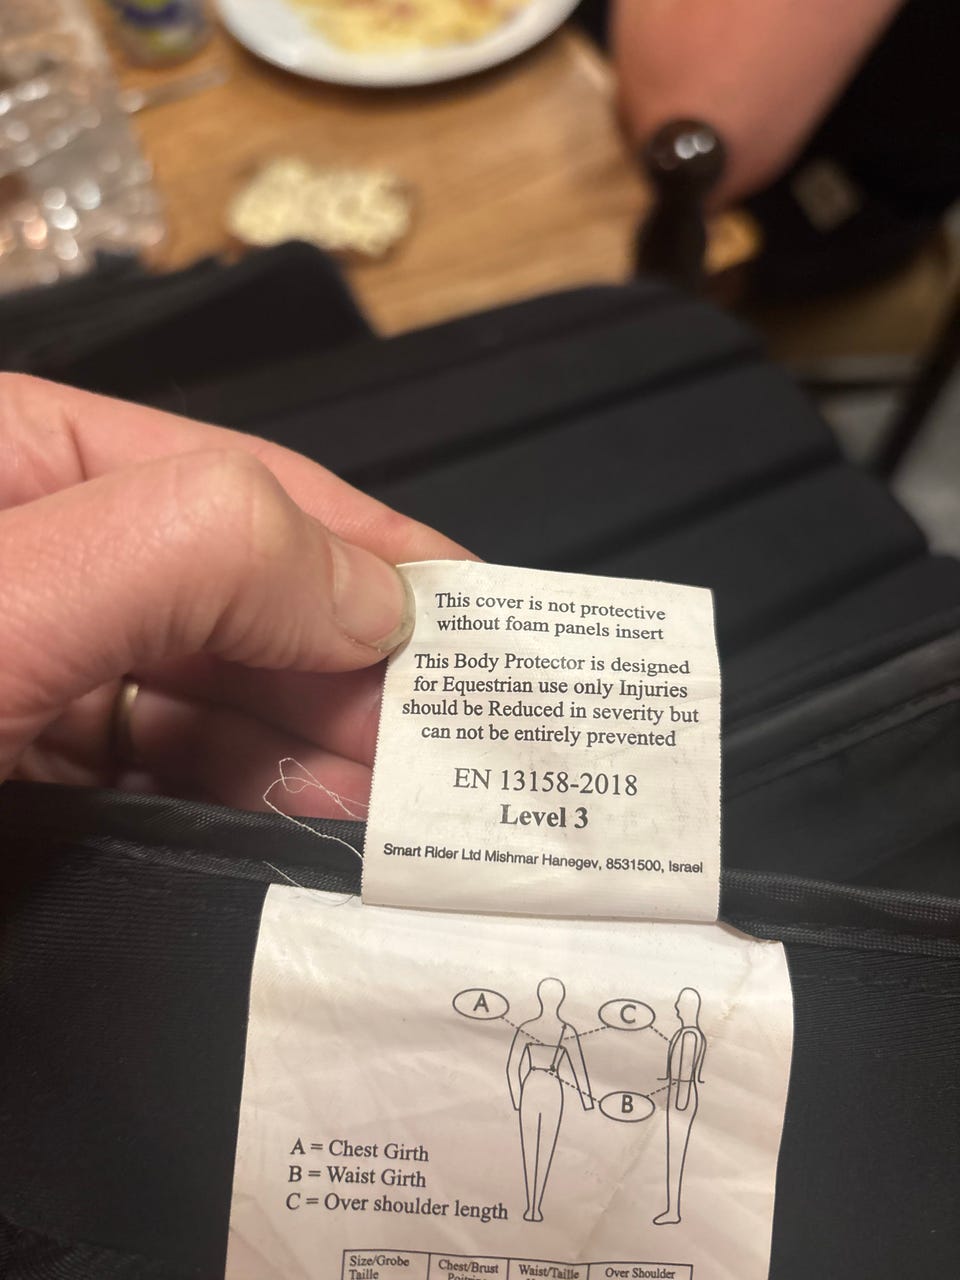 This cover is not protective
without foam panels insert
This Body Protector is designed
for Equestrian use only Injuries
should be Reduced in severity but
can not be entirely prevented
EN 13158-2018
Level 3
Smart Rider Ltd Mishmar Hanegev, 8531500, Israel
A
C
B
A = Chest Girth
B = Waist Girth
C = Over shoulder length
Size/Grobe Chest/Brust Waist/Taille Over Shoulder
Taille